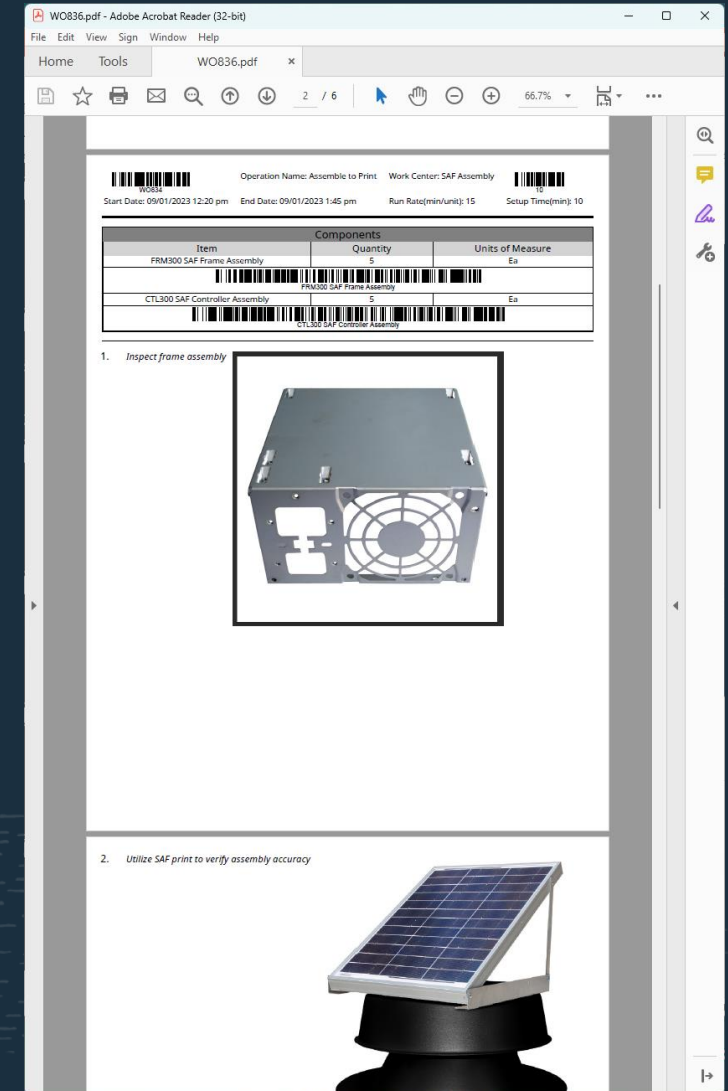 WO836.pdf - Adobe Acrobat Reader (32-bit)
File Edit View Sign Window Help
Home Tools WO836.pdf ×
2 / 6 66.7%
Operation Name: Assemble to Print Work Center: SAF Assembly
WO834 10
Start Date: 09/01/2023 12:20 pm End Date: 09/01/2023 1:45 pm Run Rate(min/unit): 15 Setup Time(min): 10
Components
Item Quantity Units of Measure
FRM300 SAF Frame Assembly 5 Ea
FRM300 SAF Frame Assembly
CTL300 SAF Controller Assembly 5 Ea
CTL300 SAF Controller Assembly
1. Inspect frame assembly
2. Utilize SAF print to verify assembly accuracy